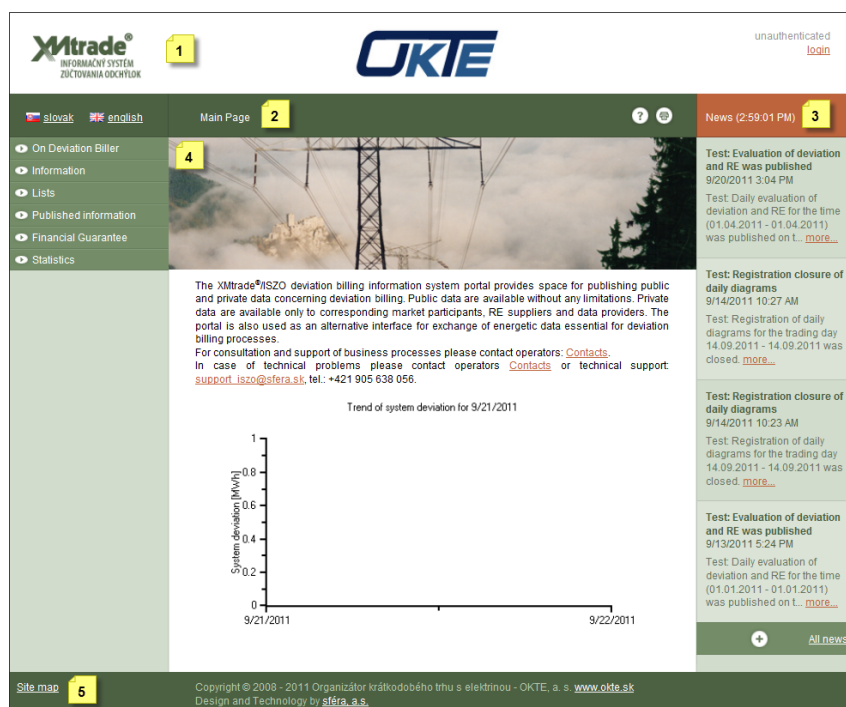 XMtrade®
INFORMAČNÝ SYSTÉM
ZÚČTOVANIA ODCHÝLOK
1
OKTE
unauthenticated
login
slovak english
Main Page
2
?
News (2:59:01 PM)
3
On Deviation Biller
Information
Lists
Published information
Financial Guarantee
Statistics
4
The XMtrade®/ISZO deviation billing information system portal provides space for publishing public
and private data concerning deviation billing. Public data are available without any limitations. Private
data are available only to corresponding market participants, RE suppliers and data providers. The
portal is also used as an alternative interface for exchange of energetic data essential for deviation
billing processes.
For consultation and support of business processes please contact operators: Contacts.
In case of technical problems please contact operators Contacts or technical support:
support_iszo@sfera.sk, tel.: +421 905 638 056.
Trend of system deviation for 9/21/2011
System deviation [MWh]
1
0.8
0.6
0.4
0.2
0
9/21/2011
9/22/2011
Test: Evaluation of deviation
and RE was published
9/20/2011 3:04 PM
Test: Daily evaluation of
deviation and RE for the time
(01.04.2011 - 01.04.2011)
was published on t... more...
Test: Registration closure of
daily diagrams
9/14/2011 10:27 AM
Test: Registration of daily
diagrams for the trading day
14.09.2011 - 14.09.2011 was
closed. more...
Test: Registration closure of
daily diagrams
9/14/2011 10:23 AM
Test: Registration of daily
diagrams for the trading day
14.09.2011 - 14.09.2011 was
closed. more...
Test: Evaluation of deviation
and RE was published
9/13/2011 5:24 PM
Test: Daily evaluation of
deviation and RE for the time
(01.01.2011 - 01.01.2011)
was published on t... more...
All news
Site map
5
Copyright © 2008 - 2011 Organizátor krátkodobého trhu s elektrinou - OKTE, a. s. www.okte.sk
Design and Technology by sféra, a.s.